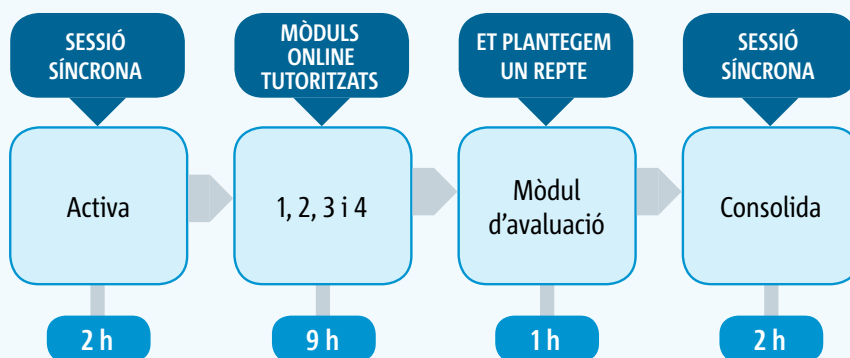 SESSIÓ
SÍNCRONA
MÒDULS
ONLINE
TUTORITZATS
ET PLANTEGEM
UN REPTE
SESSIÓ
SÍNCRONA
Activa
1, 2, 3 i 4
Mòdul
d'avaluació
Consolida
2 h
9 h
1 h
2 h